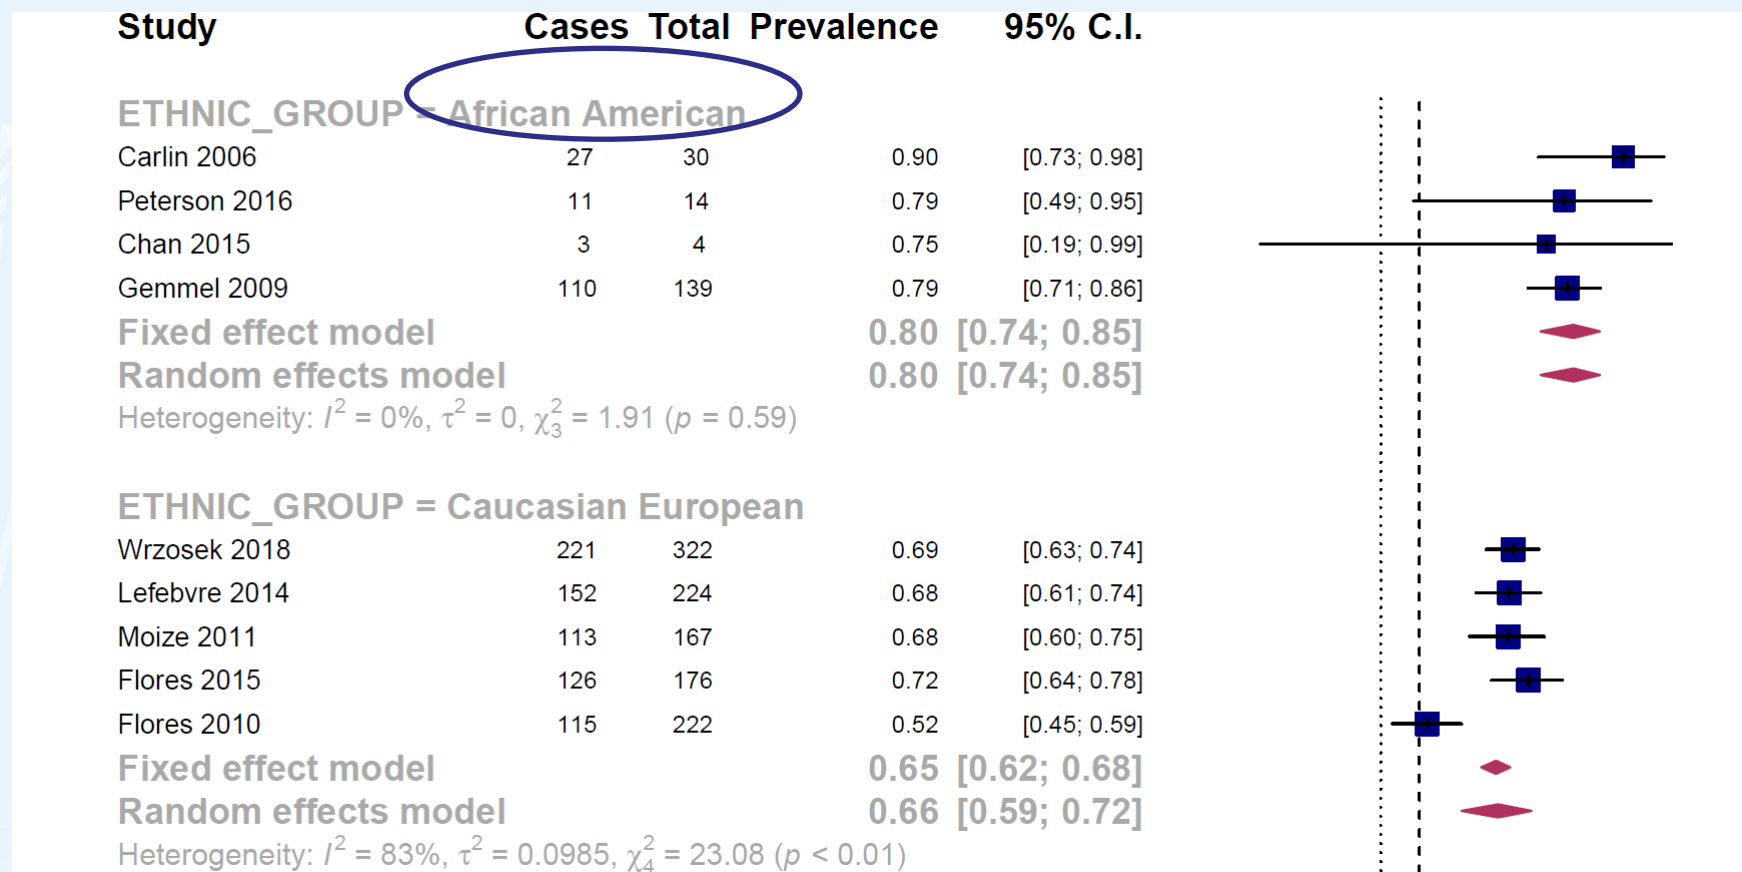 Study Cases Total Prevalence 95% C.I.
ETHNIC_GROUP = African American
Carlin 2006 27 30 0.90 [0.73; 0.98]
Peterson 2016 11 14 0.79 [0.49; 0.95]
Chan 2015 3 4 0.75 [0.19; 0.99]
Gemmel 2009 110 139 0.79 [0.71; 0.86]
Fixed effect model 0.80 [0.74; 0.85]
Random effects model 0.80 [0.74; 0.85]
Heterogeneity: I² = 0%, τ² = 0, χ²₃ = 1.91 (p = 0.59)
ETHNIC_GROUP = Caucasian European
Wrzosek 2018 221 322 0.69 [0.63; 0.74]
Lefebvre 2014 152 224 0.68 [0.61; 0.74]
Moize 2011 113 167 0.68 [0.60; 0.75]
Flores 2015 126 176 0.72 [0.64; 0.78]
Flores 2010 115 222 0.52 [0.45; 0.59]
Fixed effect model 0.65 [0.62; 0.68]
Random effects model 0.66 [0.59; 0.72]
Heterogeneity: I² = 83%, τ² = 0.0985, χ²₄ = 23.08 (p < 0.01)